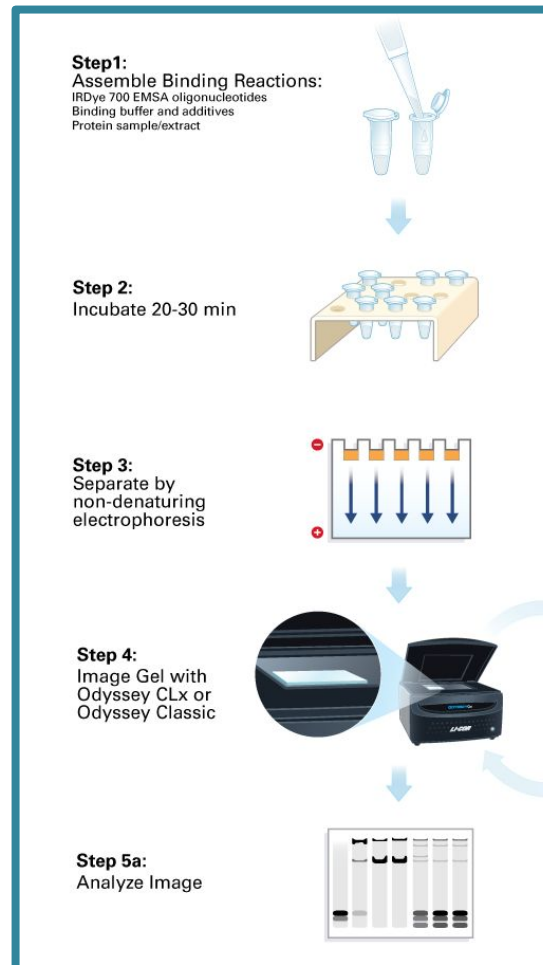 Step1:
Assemble Binding Reactions:
IRDye 700 EMSA oligonucleotides
Binding buffer and additives
Protein sample/extract
Step 2:
Incubate 20-30 min
Step 3:
Separate by
non-denaturing
electrophoresis
Step 4:
Image Gel with
Odyssey CLx or
Odyssey Classic
LI-COR
Step 5a:
Analyze Image